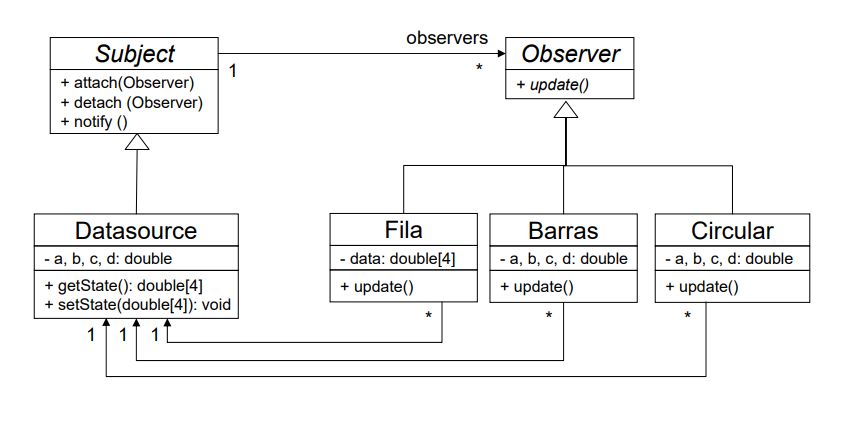 observers
Subject
1
*
Observer
+ attach(Observer)
+ detach (Observer)
+ notify ()
+ update()
Datasource
- a, b, c, d: double
+ getState(): double[4]
+ setState(double[4]): void
Fila
- data: double[4]
+ update()
Barras
- a, b, c, d: double
+ update()
Circular
- a, b, c, d: double
+ update()
1 1 1
* * *